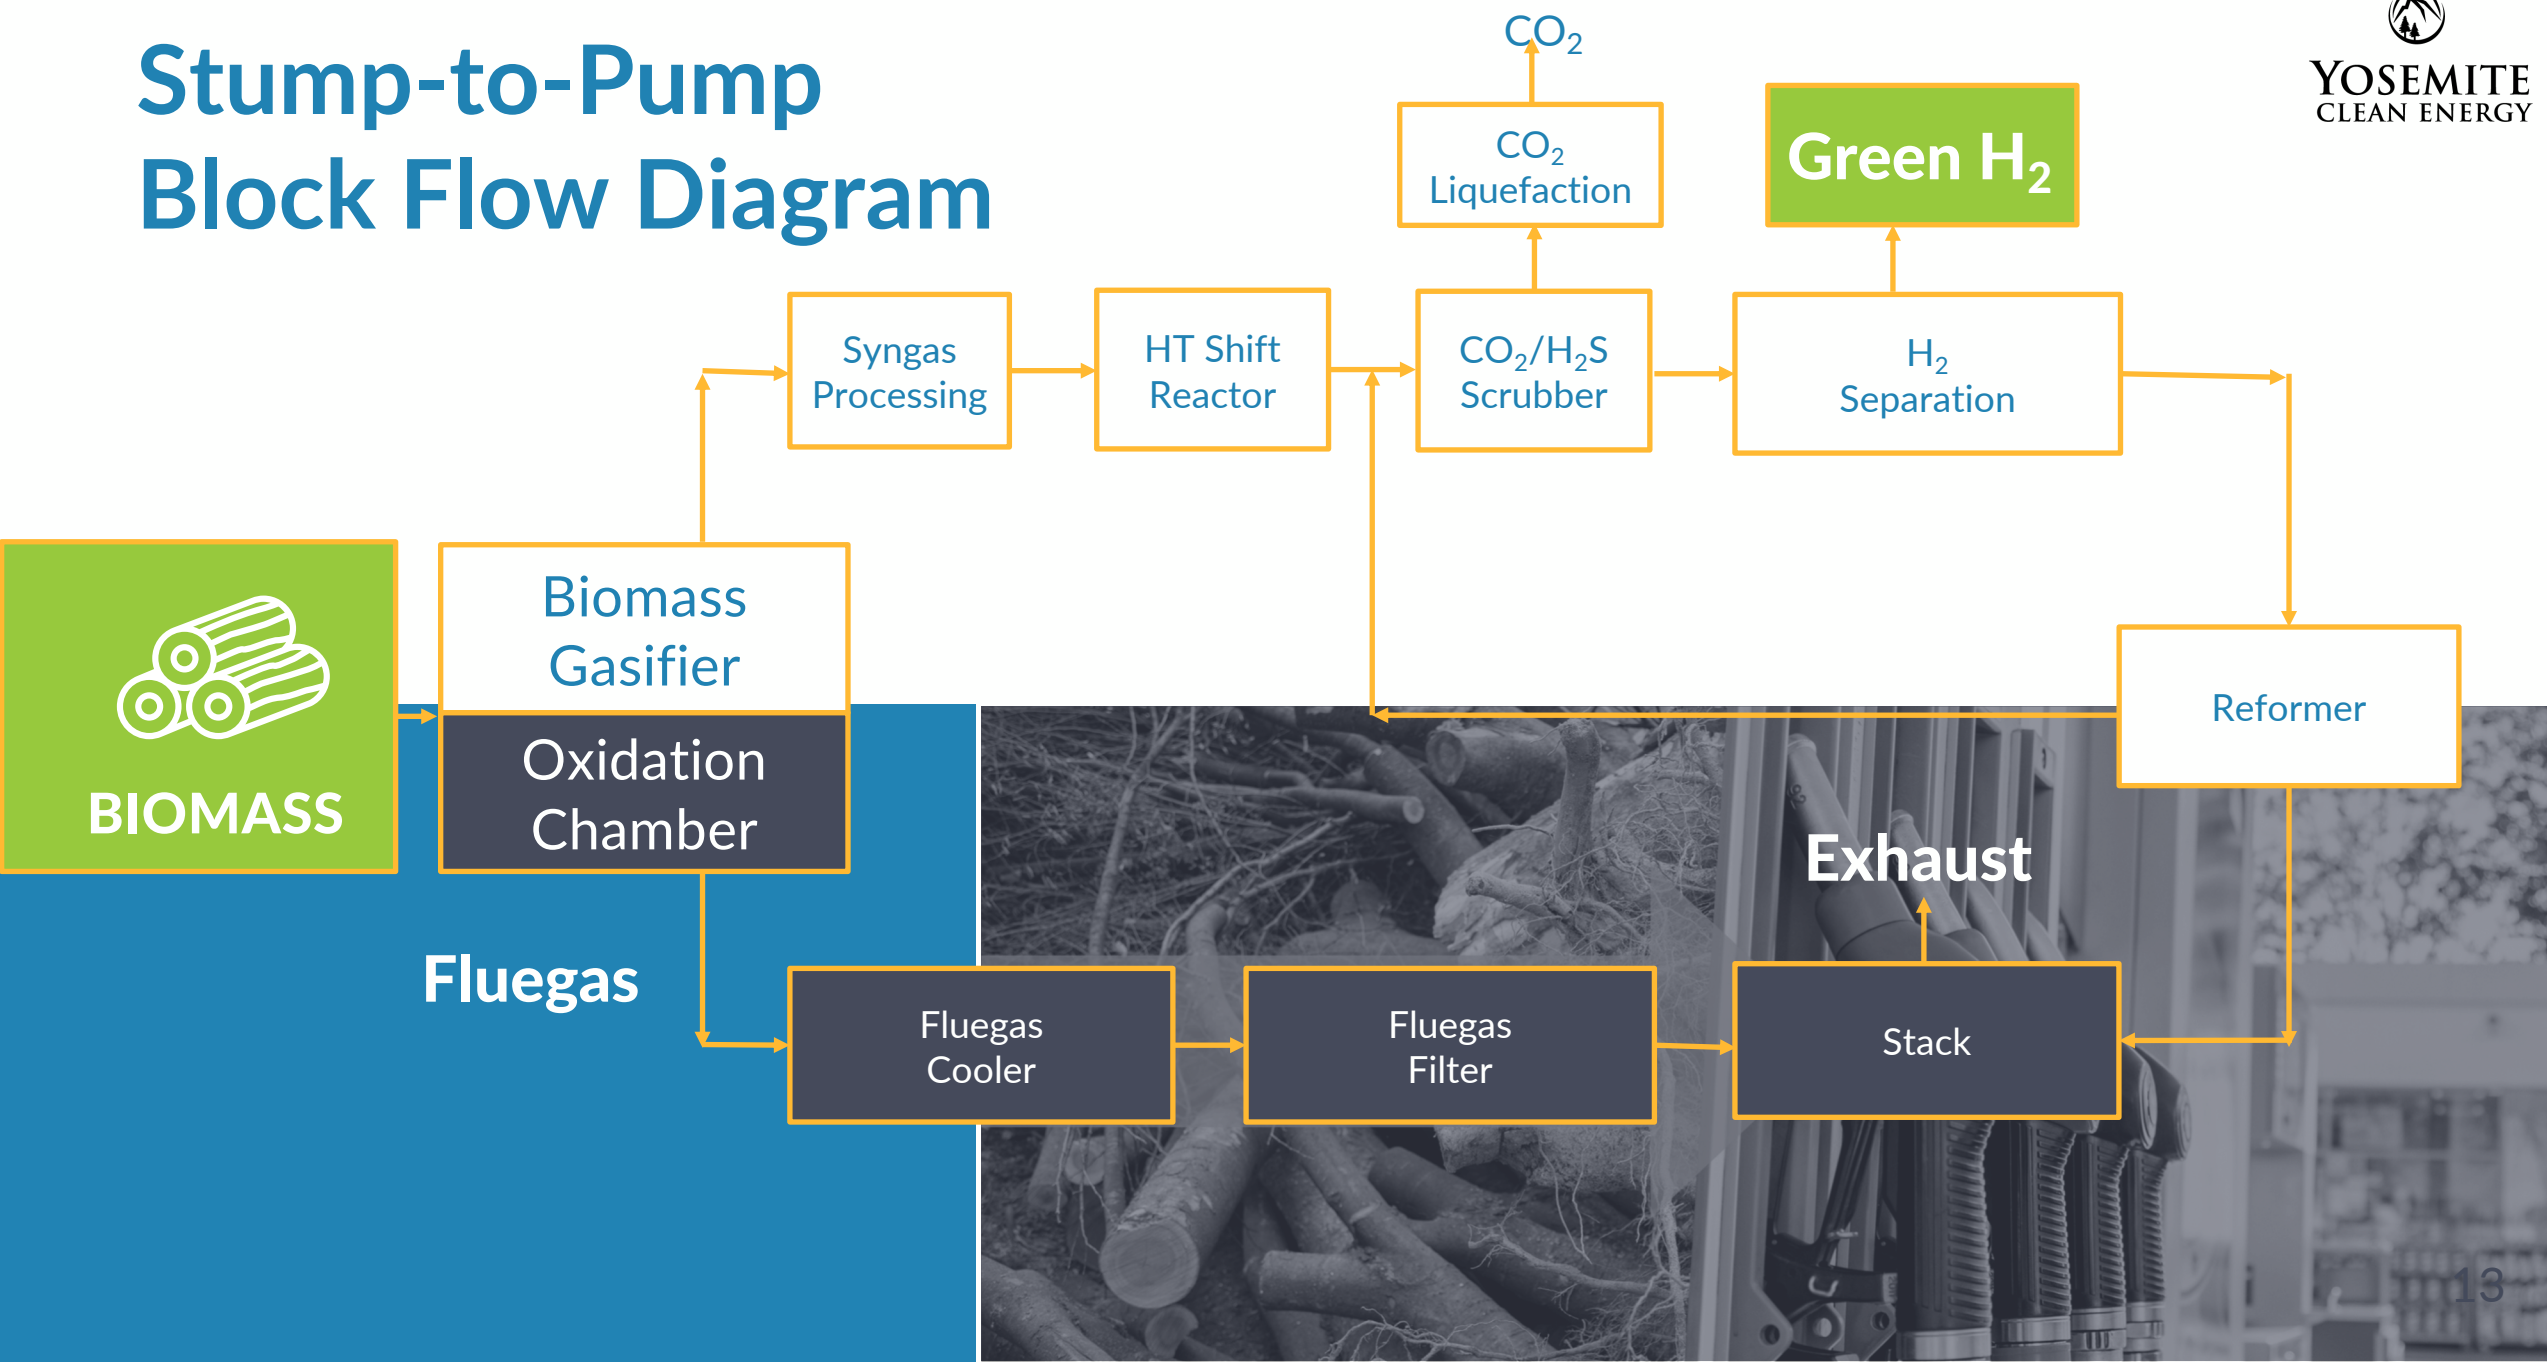 Stump-to-Pump
Block Flow Diagram
YOSEMITE
CLEAN ENERGY
CO₂
CO₂
Liquefaction
Green H₂
Syngas
Processing
HT Shift
Reactor
CO₂/H₂S
Scrubber
H₂
Separation
BIOMASS
Biomass
Gasifier
Oxidation
Chamber
Reformer
Exhaust
Fluegas
Fluegas
Cooler
Fluegas
Filter
Stack
13